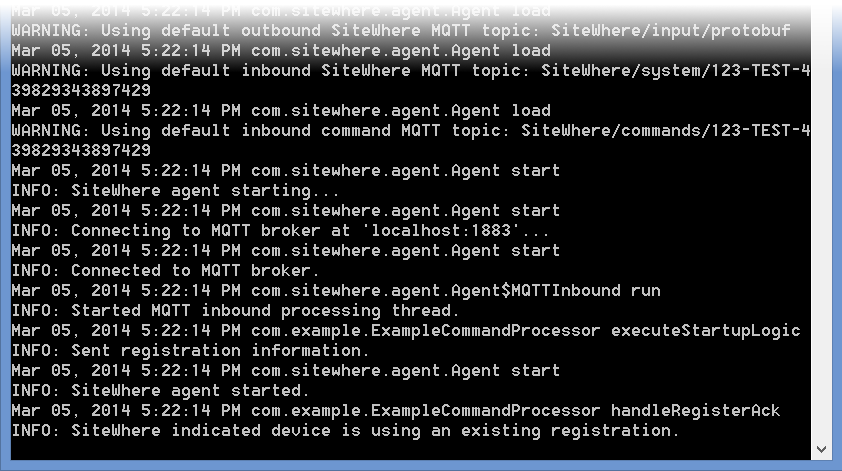 Mar 05, 2014 5:22:14 PM com.sitewhere.agent.Agent load
WARNING: Using default outbound SiteWhere MQTT topic: SiteWhere/input/protobuf
Mar 05, 2014 5:22:14 PM com.sitewhere.agent.Agent load
WARNING: Using default inbound SiteWhere MQTT topic: SiteWhere/system/123-TEST-4
39829343897429
Mar 05, 2014 5:22:14 PM com.sitewhere.agent.Agent load
WARNING: Using default inbound command MQTT topic: SiteWhere/commands/123-TEST-4
39829343897429
Mar 05, 2014 5:22:14 PM com.sitewhere.agent.Agent start
INFO: SiteWhere agent starting...
Mar 05, 2014 5:22:14 PM com.sitewhere.agent.Agent start
INFO: Connecting to MQTT broker at 'localhost:1883'...
Mar 05, 2014 5:22:14 PM com.sitewhere.agent.Agent start
INFO: Connected to MQTT broker.
Mar 05, 2014 5:22:14 PM com.sitewhere.agent.Agent$MQTTInbound run
INFO: Started MQTT inbound processing thread.
Mar 05, 2014 5:22:14 PM com.example.ExampleCommandProcessor executeStartupLogic
INFO: Sent registration information.
Mar 05, 2014 5:22:14 PM com.sitewhere.agent.Agent start
INFO: SiteWhere agent started.
Mar 05, 2014 5:22:14 PM com.example.ExampleCommandProcessor handleRegisterAck
INFO: SiteWhere indicated device is using an existing registration.